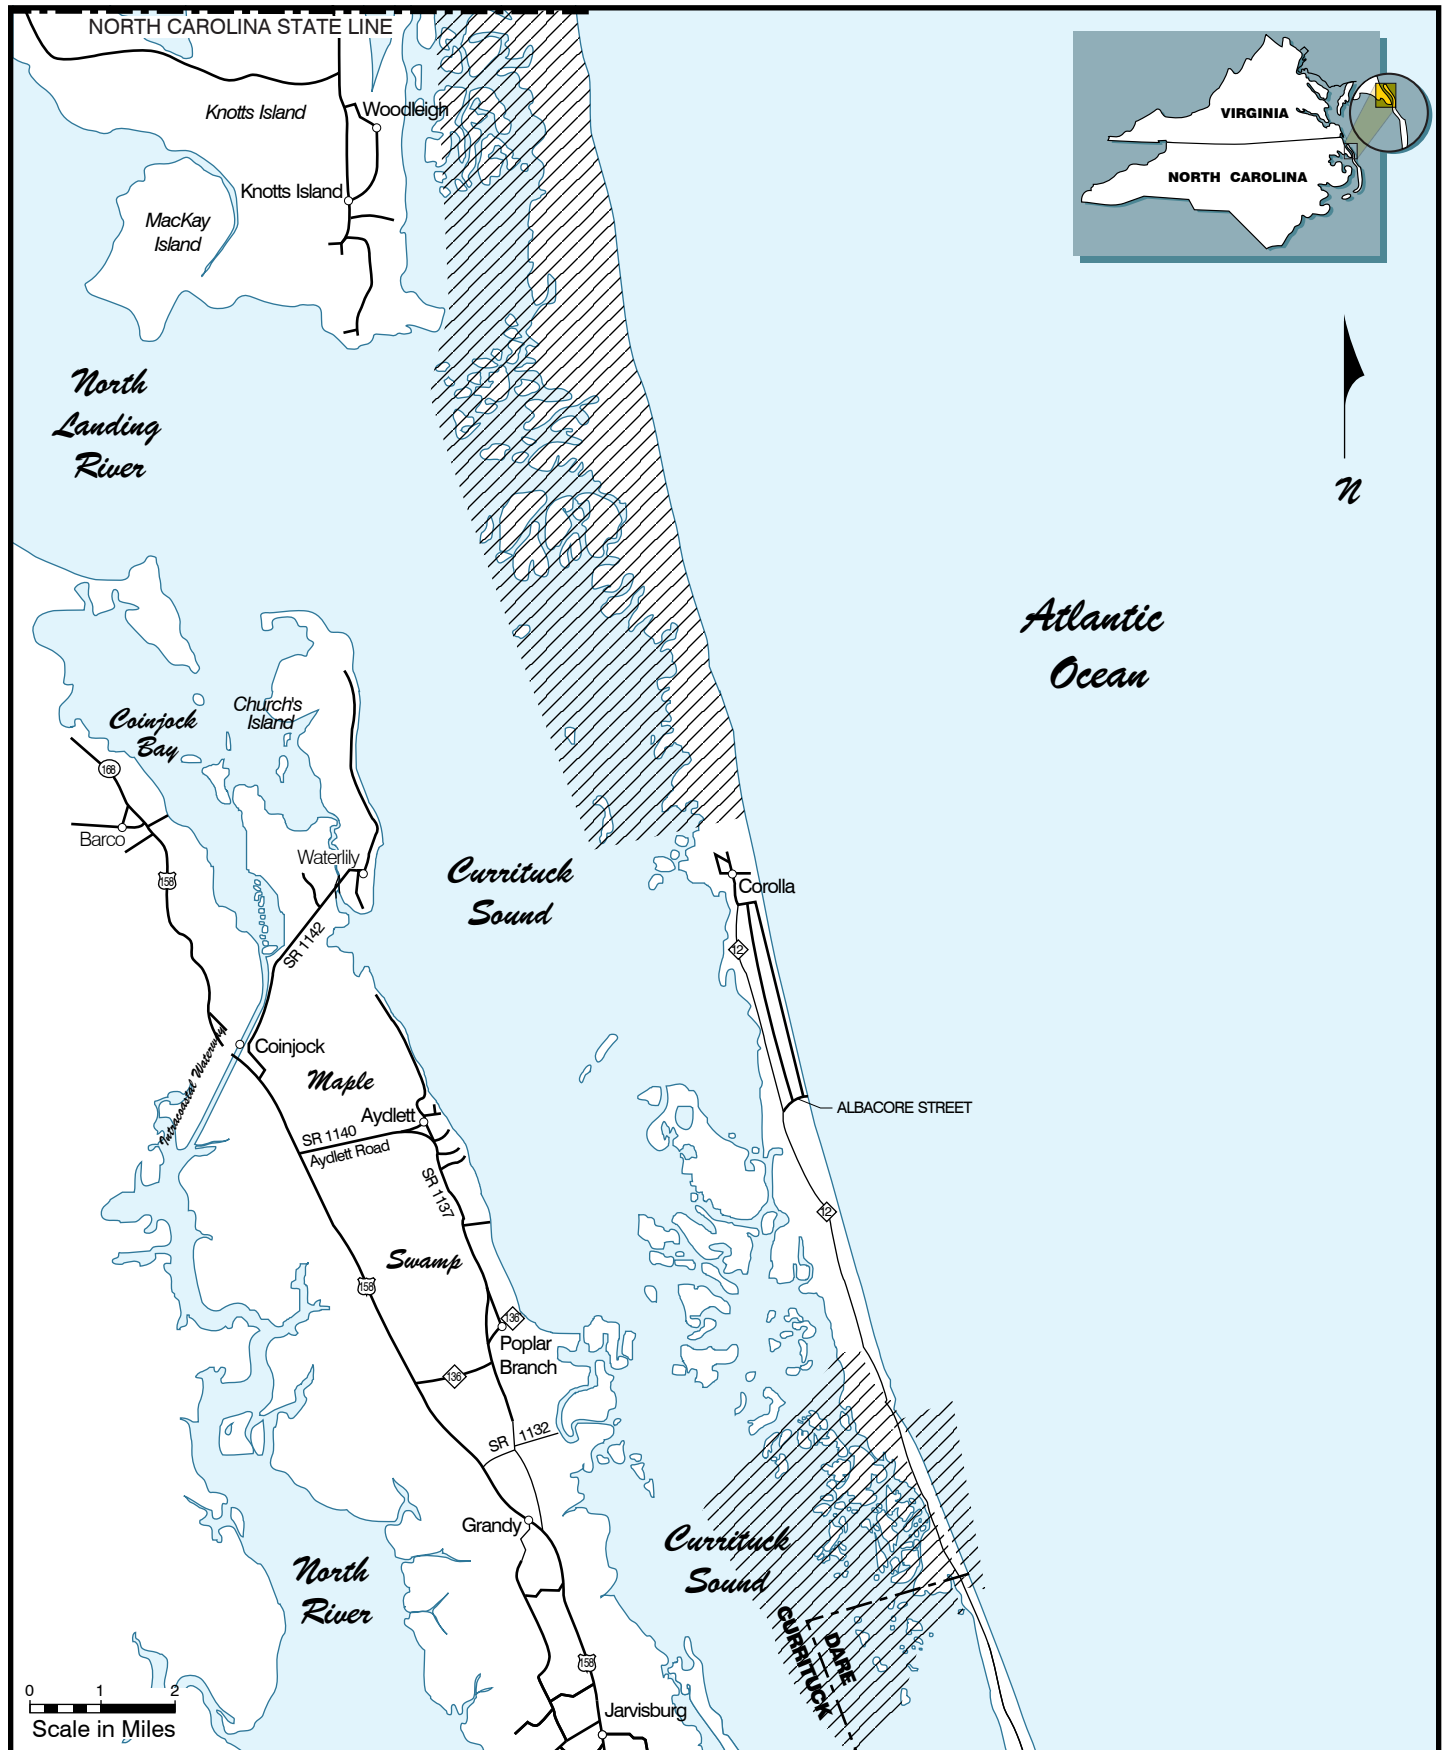 NORTH CAROLINA STATE LINE
Knotts Island
Woodleigh
Knotts Island
MacKay
Island
VIRGINIA
NORTH CAROLINA
North
Landing
River
N
Atlantic
Ocean
Church's
Island
Coinjock
Bay
168
Barco
Waterlily
158
Currituck
Sound
Corolla
12
SR 1142
Intracoastal Waterway
Coinjock
Maple
Aydlett
SR 1140
Aydlett Road
ALBACORE STREET
SR 1137
12
Swamp
158
136
Poplar
Branch
136
SR 1132
Grandy
Currituck
Sound
North
River
CURRITUCK
DARE
158
0 1 2
Scale in Miles
Jarvisburg